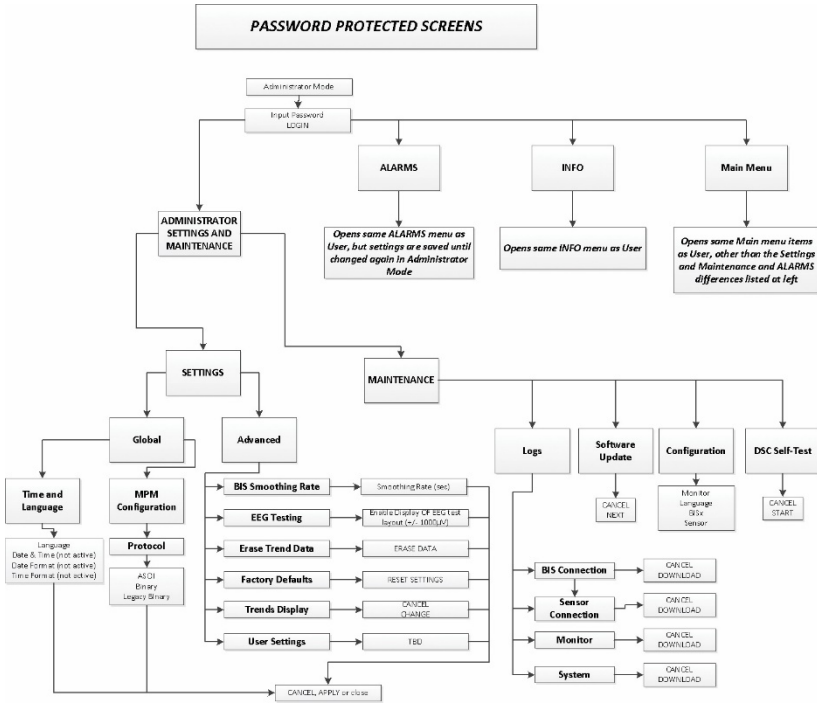 PASSWORD PROTECTED SCREENS
Administrator Mode
Input Password
LOGIN
ALARMS
INFO
Main Menu
ADMINISTRATOR
SETTINGS AND
MAINTENANCE
Opens same ALARMS menu as
User, but settings are saved until
changed again in Administrator
Mode
Opens same INFO menu as User
Opens same Main menu items
as User, other than the Settings
and Maintenance and ALARMS
differences listed at left
SETTINGS
MAINTENANCE
Global
Advanced
Logs
Software
Update
Configuration
DSC Self-Test
Time and
Language
MPM
Configuration
BIS Smoothing Rate
Smoothing Rate (sec)
CANCEL
NEXT
Monitor
Language
BISx
Sensor
CANCEL
START
EEG Testing
Enable Display OF EEG test
layout (+/- 1000µV)
Protocol
Language
Date & Time (not active)
Date Format (not active)
Time Format (not active)
ASCII
Binary
Legacy Binary
Erase Trend Data
ERASE DATA
Factory Defaults
RESET SETTINGS
Trends Display
CANCEL
CHANGE
User Settings
TBD
BIS Connection
CANCEL
DOWNLOAD
Sensor
Connection
CANCEL
DOWNLOAD
Monitor
CANCEL
DOWNLOAD
System
CANCEL
DOWNLOAD
CANCEL, APPLY or close